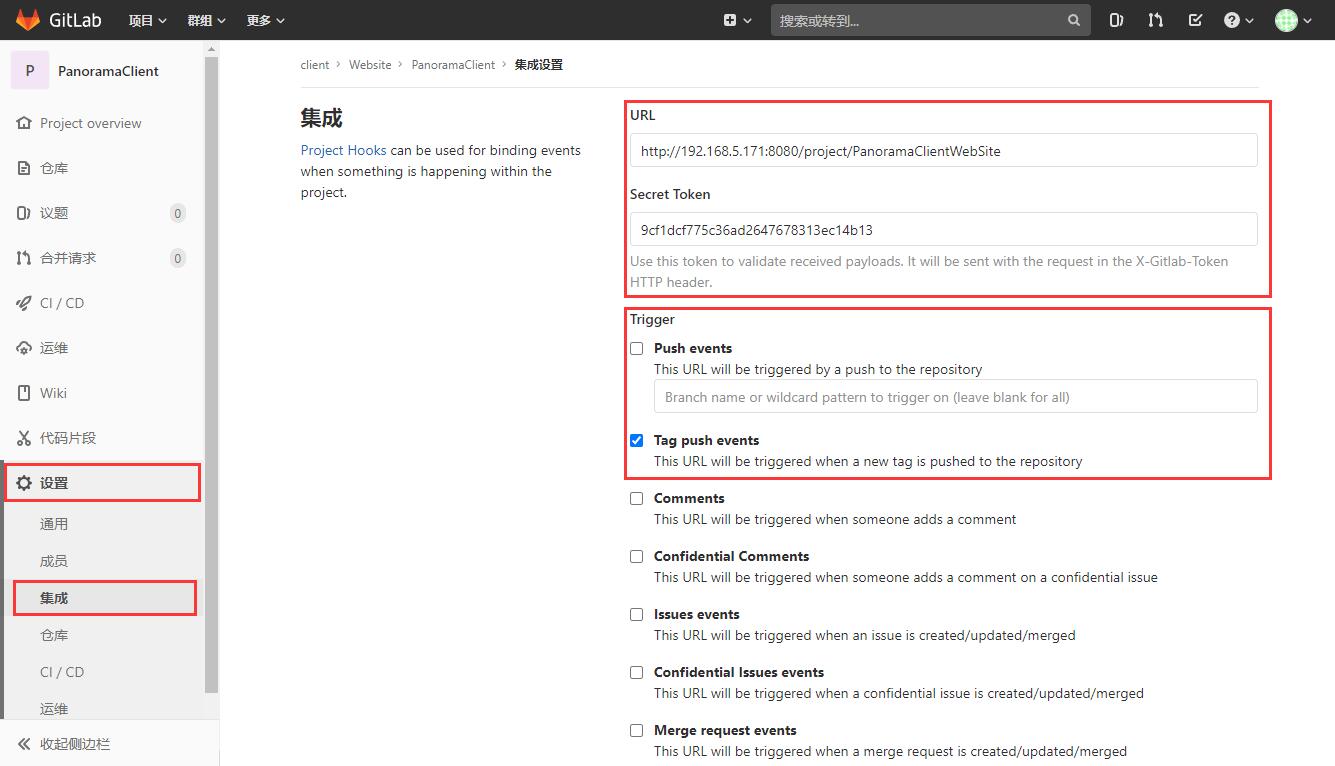 GitLab 项目 群组 更多 搜索或转到...
P PanoramaClient
Project overview
仓库
议题 0
合并请求 0
CI / CD
运维
Wiki
代码片段
设置
通用
成员
集成
仓库
CI / CD
运维
收起侧边栏
client › Website › PanoramaClient › 集成设置
集成
Project Hooks can be used for binding events
when something is happening within the
project.
URL
http://192.168.5.171:8080/project/PanoramaClientWebSite
Secret Token
9cf1dcf775c36ad2647678313ec14b13
Use this token to validate received payloads. It will be sent with the request in the X-Gitlab-Token
HTTP header.
Trigger
Push events
This URL will be triggered by a push to the repository
Branch name or wildcard pattern to trigger on (leave blank for all)
Tag push events
This URL will be triggered when a new tag is pushed to the repository
Comments
This URL will be triggered when someone adds a comment
Confidential Comments
This URL will be triggered when someone adds a comment on a confidential issue
Issues events
This URL will be triggered when an issue is created/updated/merged
Confidential Issues events
This URL will be triggered when a confidential issue is created/updated/merged
Merge request events
This URL will be triggered when a merge request is created/updated/merged